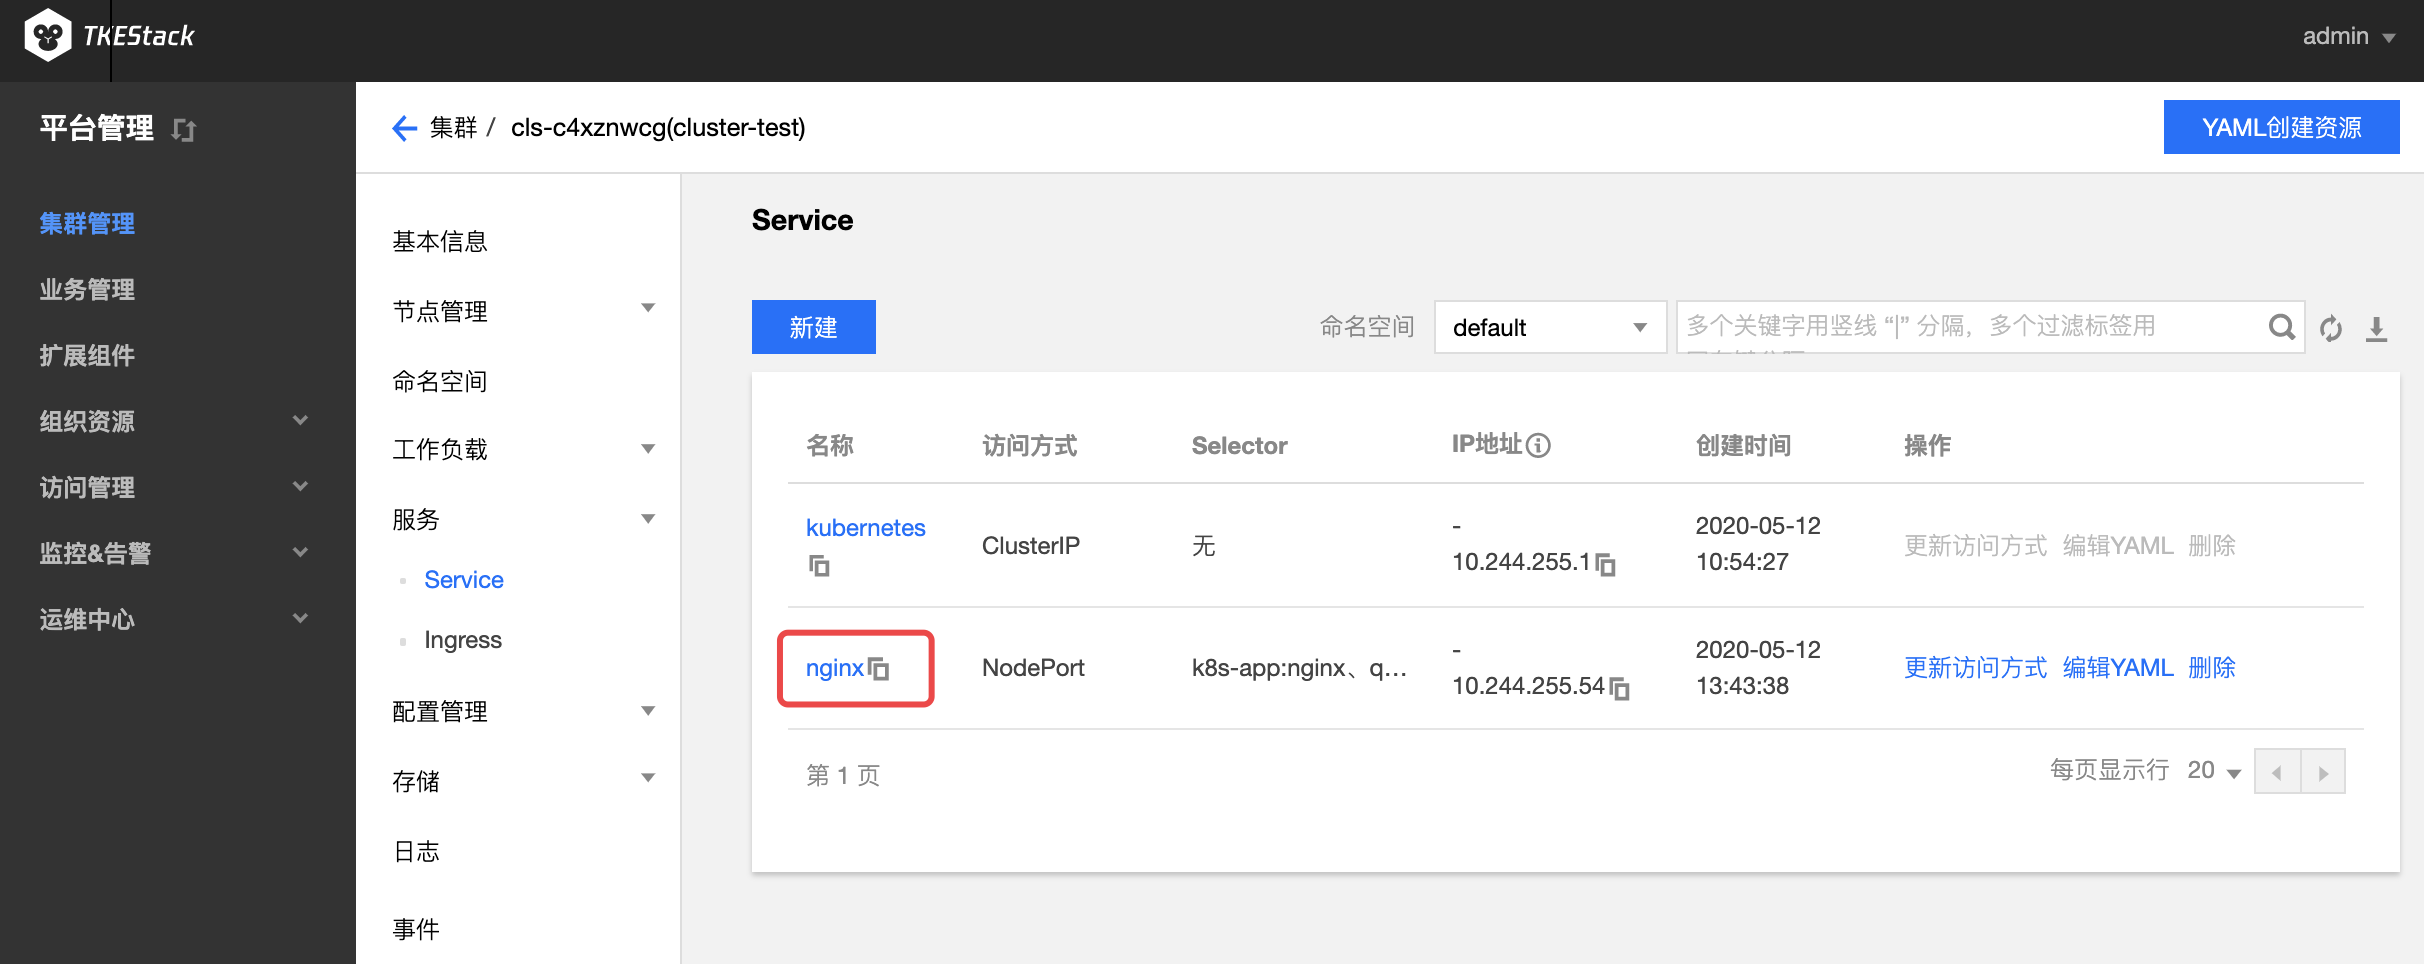 TKEStack
admin
平台管理
集群管理
业务管理
扩展组件
组织资源
访问管理
监控&告警
运维中心
集群 / cls-c4xznwcg(cluster-test)
YAML创建资源
基本信息
节点管理
命名空间
工作负载
服务
Service
Ingress
配置管理
存储
日志
事件
Service
新建
命名空间
default
多个关键字用竖线 “|” 分隔，多个过滤标签用
名称 访问方式 Selector IP地址 创建时间 操作
kubernetes ClusterIP 无 - 2020-05-12 更新访问方式 编辑YAML 删除
10.244.255.1 10:54:27
nginx NodePort k8s-app:nginx、q... - 2020-05-12 更新访问方式 编辑YAML 删除
10.244.255.54 13:43:38
第 1 页
每页显示行 20